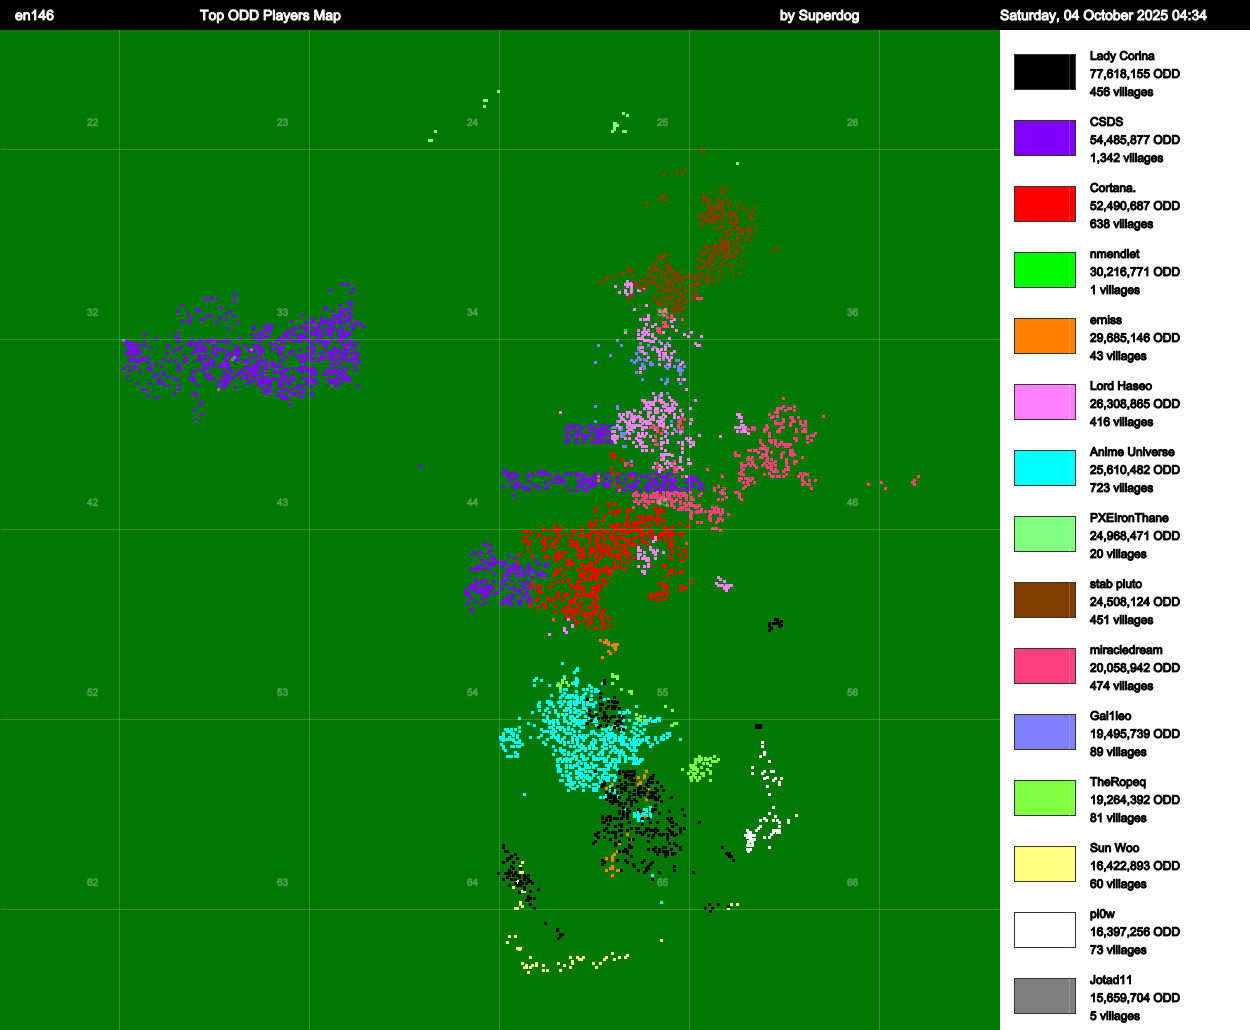 en146 Top ODD Players Map by Superdog Saturday, 04 October 2025 04:34
Lady Corina
77,618,155 ODD
456 villages
22 23 24 25 26
CSDS
54,485,877 ODD
1,342 villages
Cortana.
52,490,687 ODD
638 villages
nmendiet
30,216,771 ODD
1 villages
32 33 34 36
emiss
29,685,146 ODD
43 villages
Lord Haseo
26,308,865 ODD
416 villages
Anime Universe
25,610,482 ODD
723 villages
42 43 44 46
PXEIronThane
24,968,471 ODD
20 villages
stab pluto
24,508,124 ODD
451 villages
miracledream
20,058,942 ODD
474 villages
52 53 54 55 56
Gal1leo
19,495,739 ODD
89 villages
TheRopeq
19,264,392 ODD
81 villages
Sun Woo
16,422,893 ODD
60 villages
62 63 64 65 66
pl0w
16,397,256 ODD
73 villages
Jotad11
15,659,704 ODD
5 villages